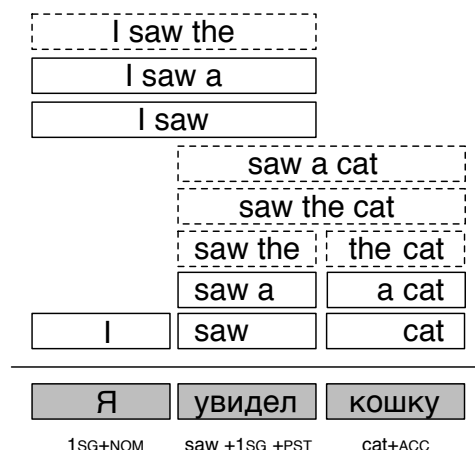 I saw the
I saw a
I saw
saw a cat
saw the cat
saw the the cat
saw a a cat
I saw cat
Я увидел кошку
1SG+NOM saw +1SG +PST cat+ACC